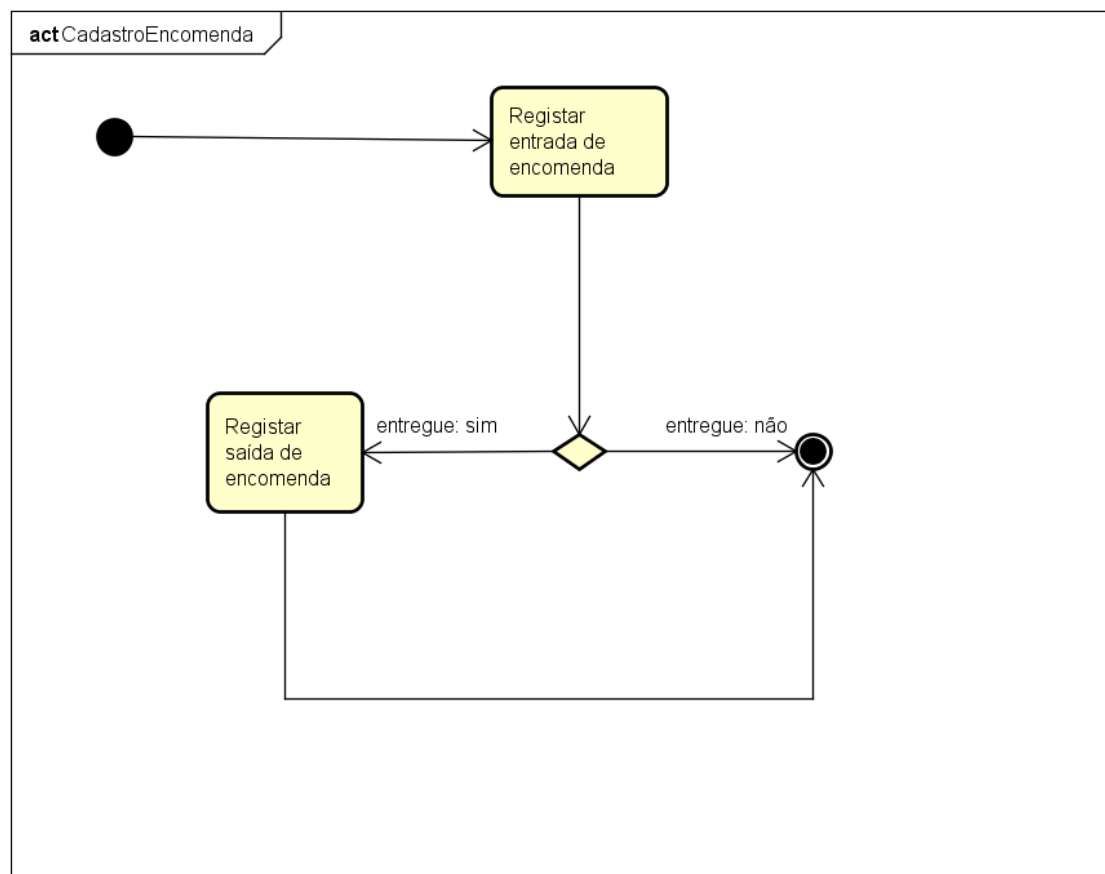 act CadastroEncomenda
Registar
entrada de
encomenda
entregue: sim
entregue: não
Registar
saída de
encomenda